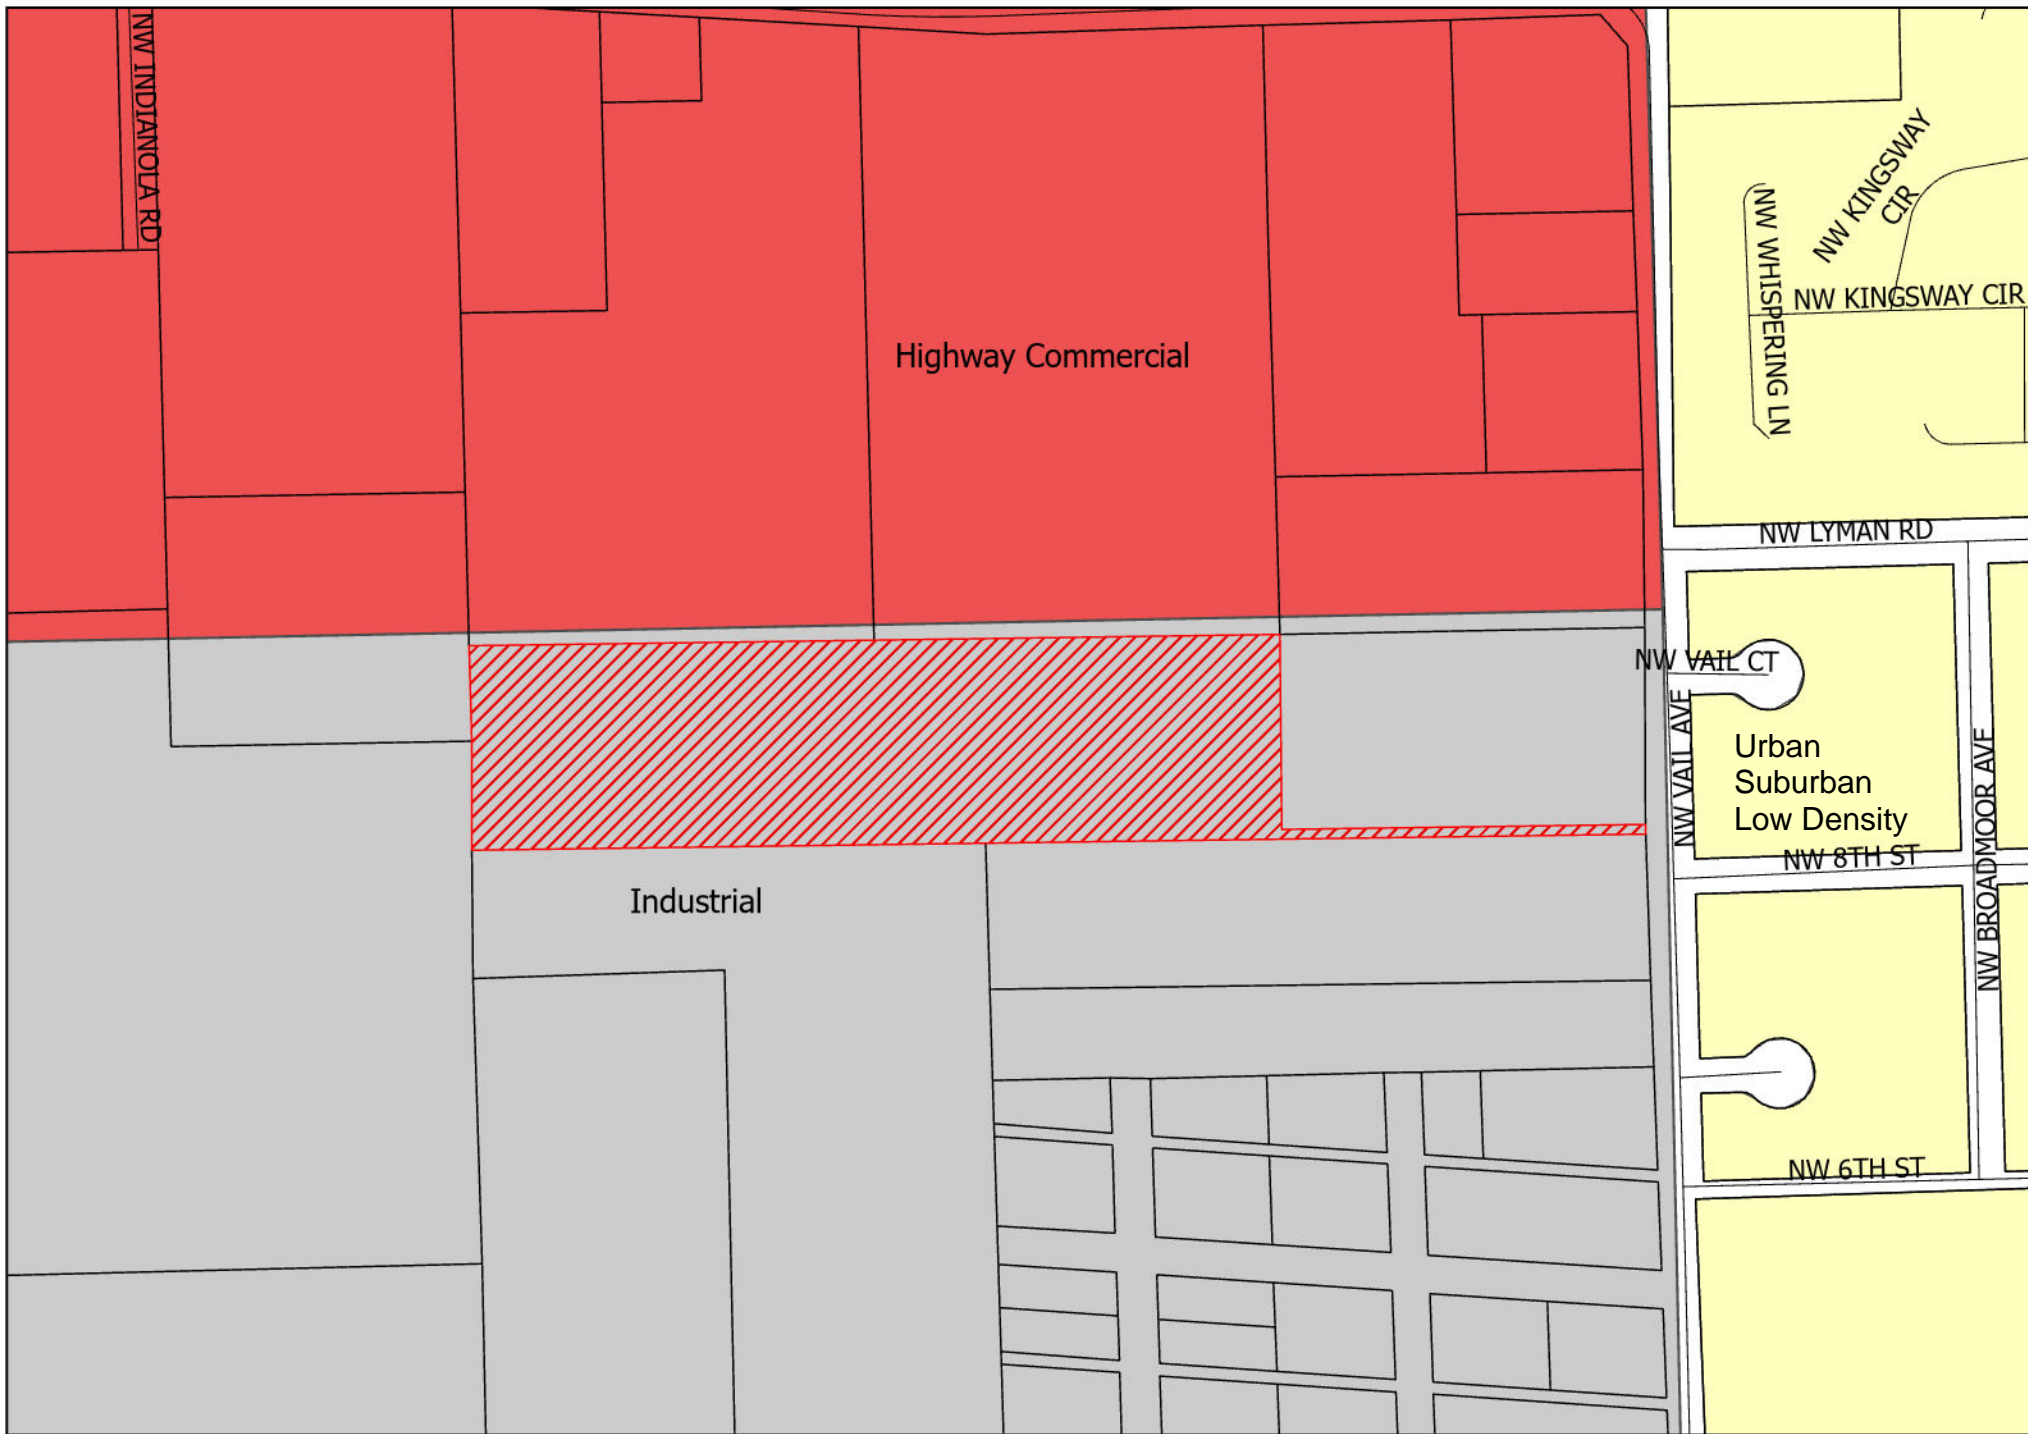 NW INDIANOLA RD
NW KINGSWAY
CIR
NW WHISPERING LN
NW KINGSWAY CIR
Highway Commercial
NW LYMAN RD
NW VAIL CT
NW VAIL AVE
Urban
Suburban
Low Density
NW BROADMOOR AVE
NW 8TH ST
Industrial
NW 6TH ST